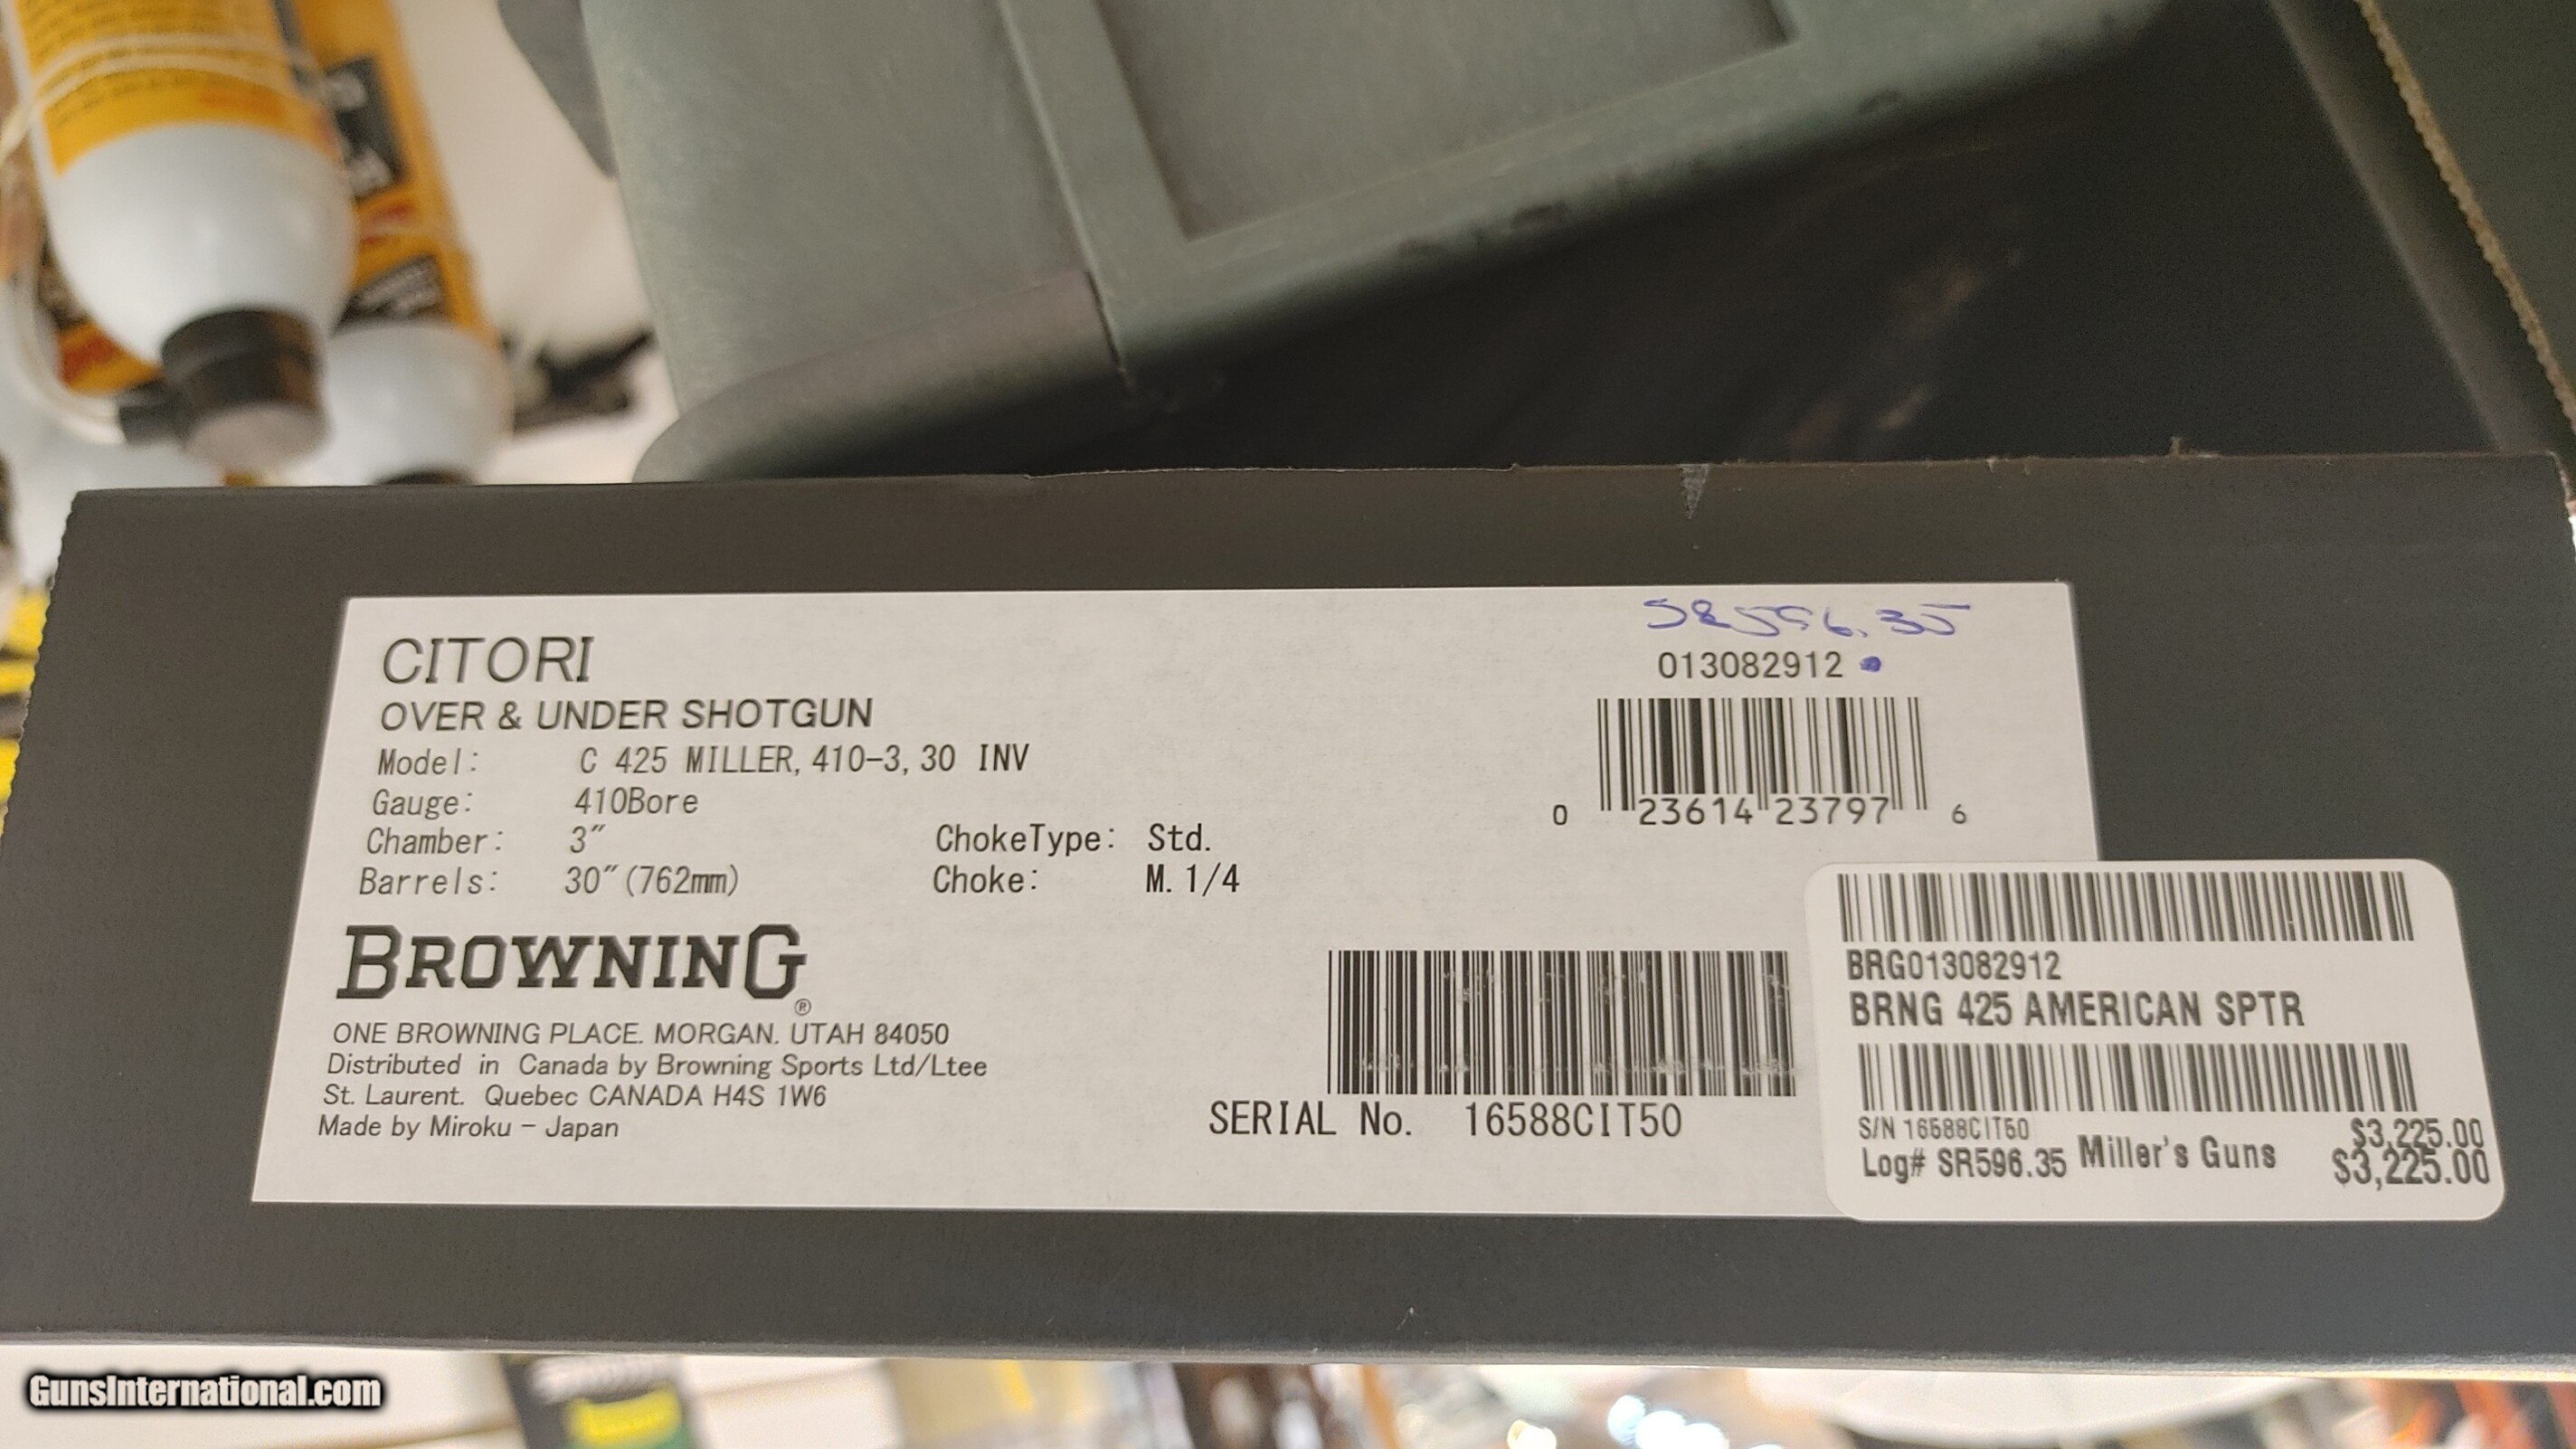 SR596.35
CITORI
013082912
OVER & UNDER SHOTGUN
Model: C 425 MILLER, 410-3, 30 INV
Gauge: 410Bore
0 23614 23797 6
Chamber: 3" ChokeType: Std.
Barrels: 30"(762mm) Choke: M. 1/4
BROWNING®
ONE BROWNING PLACE. MORGAN. UTAH 84050
Distributed in Canada by Browning Sports Ltd/Ltee
St. Laurent. Quebec CANADA H4S 1W6
Made by Miroku - Japan
SERIAL No. 16588CIT50
BRG013082912
BRNG 425 AMERICAN SPTR
S/N 16588CIT50 $3,225.00
Log# SR596.35 Miller's Guns $3,225.00
GunsInternational.com